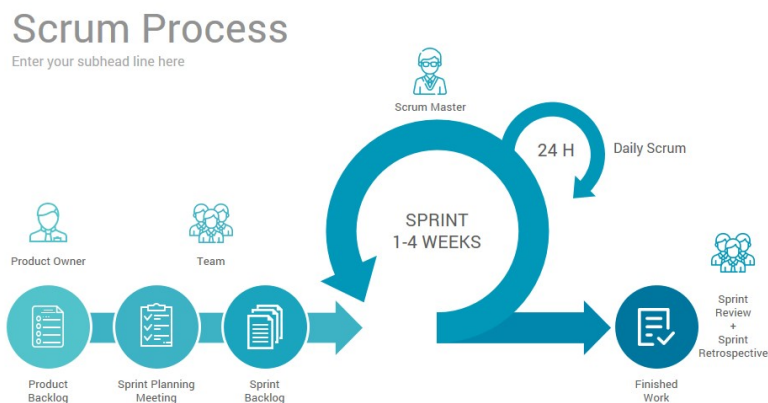 Scrum Process
Enter your subhead line here
Scrum Master
24 H
Daily Scrum
SPRINT
1-4 WEEKS
Product Owner
Team
Sprint
Review
+
Sprint
Retrospective
Product
Backlog
Sprint Planning
Meeting
Sprint
Backlog
Finished
Work